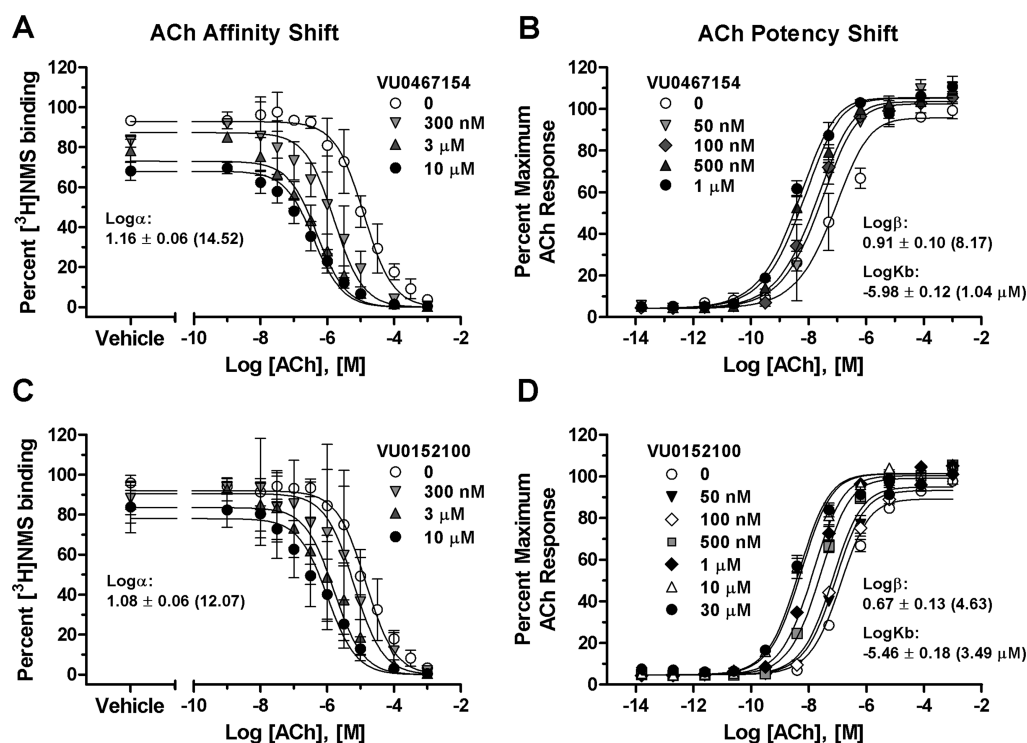 A
ACh Affinity Shift
Percent [³H]NMS binding
120
100
80
60
40
20
0
VU0467154
0
300 nM
3 μM
10 μM
Logα:
1.16 ± 0.06 (14.52)
Vehicle
-10
-8
-6
-4
-2
Log [ACh], [M]
B
ACh Potency Shift
Percent Maximum
ACh Response
120
100
80
60
40
20
0
VU0467154
0
50 nM
100 nM
500 nM
1 μM
Logβ:
0.91 ± 0.10 (8.17)
LogKb:
-5.98 ± 0.12 (1.04 μM)
-14
-12
-10
-8
-6
-4
-2
Log [ACh], [M]
C
Percent [³H]NMS binding
120
100
80
60
40
20
0
VU0152100
0
300 nM
3 μM
10 μM
Logα:
1.08 ± 0.06 (12.07)
Vehicle
-10
-8
-6
-4
-2
Log [ACh], [M]
D
Percent Maximum
ACh Response
120
100
80
60
40
20
0
VU0152100
0
50 nM
100 nM
500 nM
1 μM
10 μM
30 μM
Logβ:
0.67 ± 0.13 (4.63)
LogKb:
-5.46 ± 0.18 (3.49 μM)
-14
-12
-10
-8
-6
-4
-2
Log [ACh], [M]